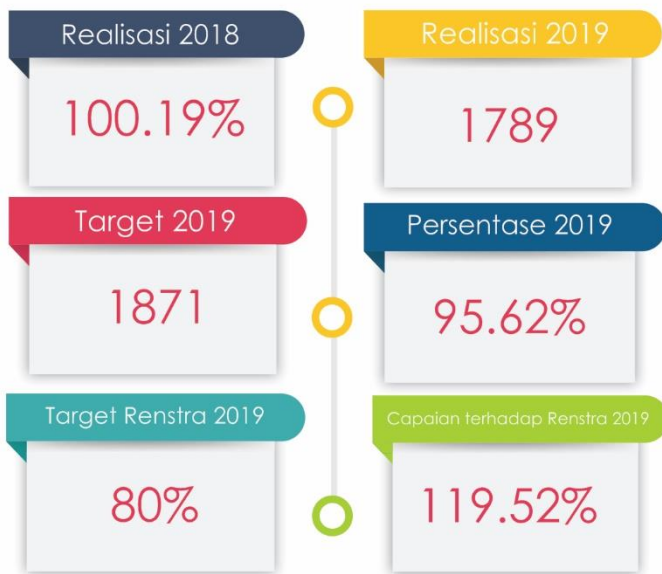 Realisasi 2018
100.19%
Realisasi 2019
1789
Target 2019
1871
Persentase 2019
95.62%
Target Renstra 2019
80%
Capaian terhadap Renstra 2019
119.52%